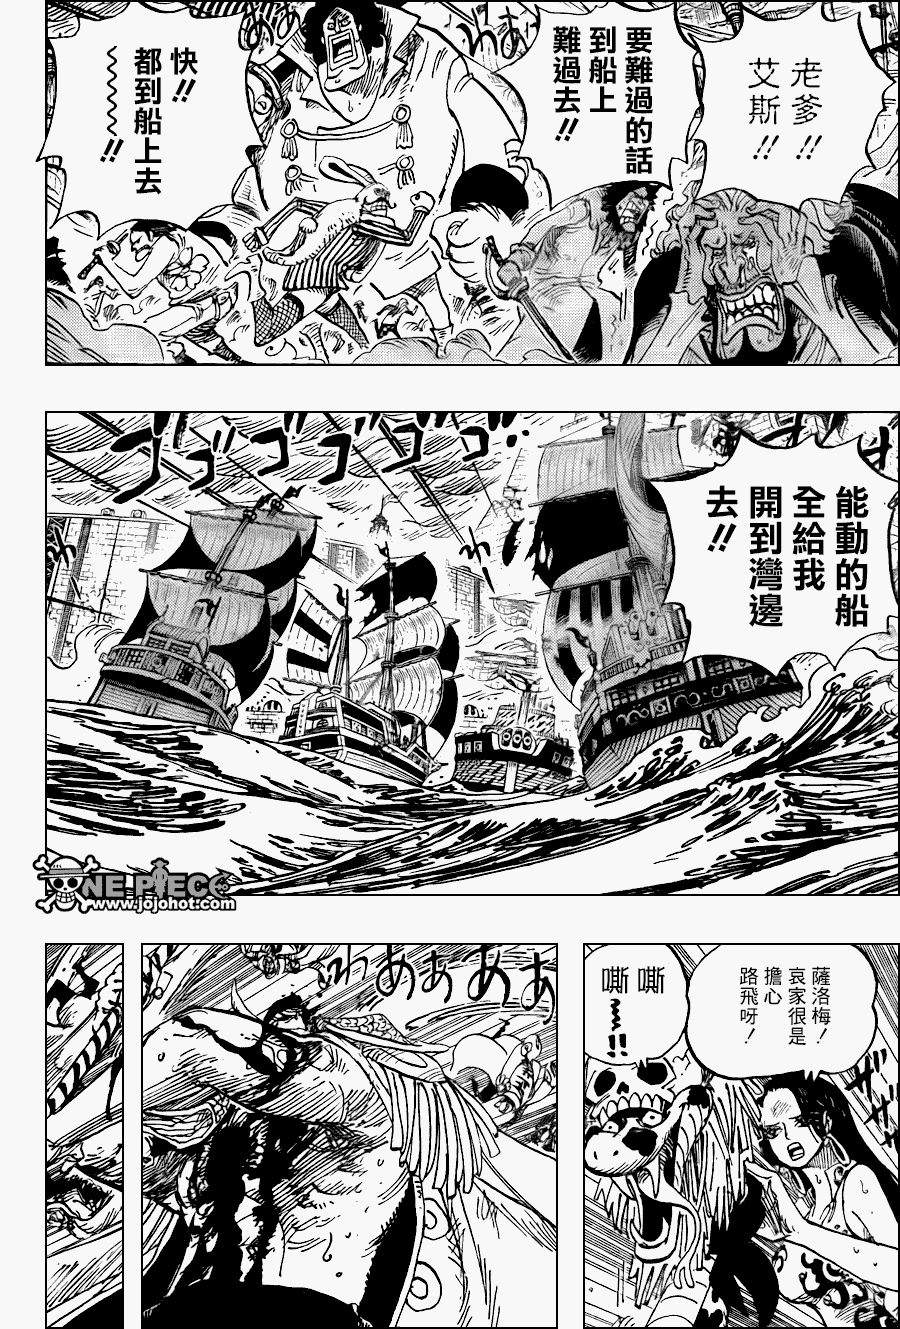 老爹!!
艾斯!!
要難過的話
到船上
難過去!!
快!!
都到船上去
~~~!!
能動的船
全給我
開到灣邊
去!!
ゴゴゴゴゴゴ…
ONE PIECE
www.jojohot.com
薩洛梅!
哀家很是
擔心
路飛呀!
嘶
嘶~~!!
わあああああ